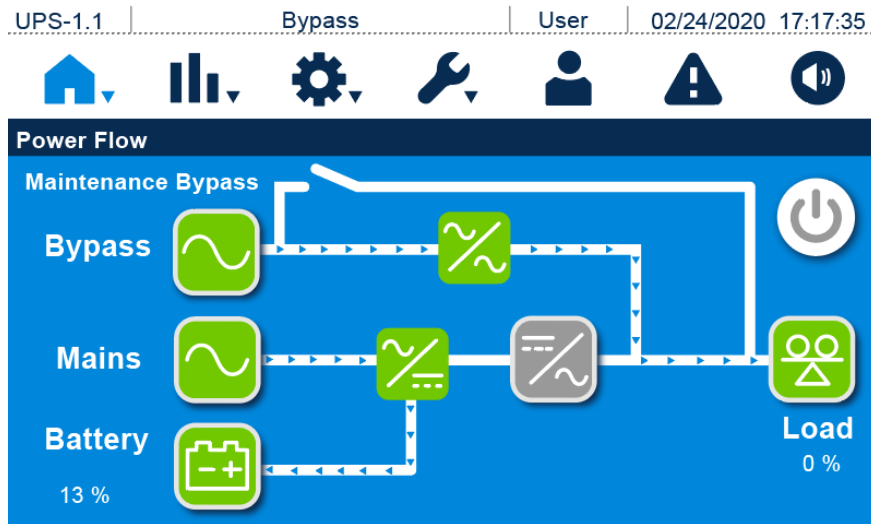 UPS-1.1 Bypass User 02/24/2020 17:17:35
Power Flow
Maintenance Bypass
Bypass
Mains
Battery
13 %
Load
0 %